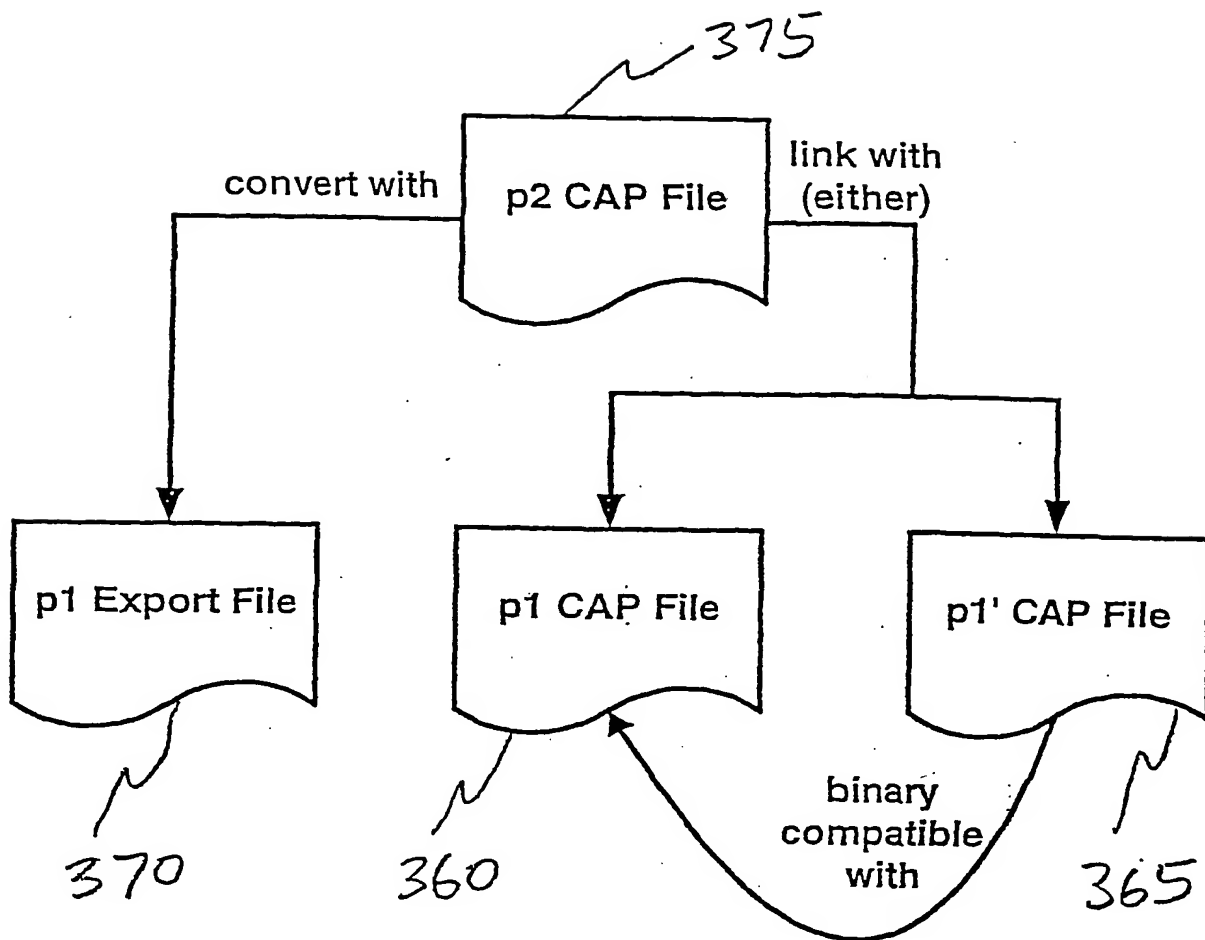 375
convert with
p2 CAP File
link with
(either)
p1 Export File
p1 CAP File
p1' CAP File
binary
compatible
with
370
360
365